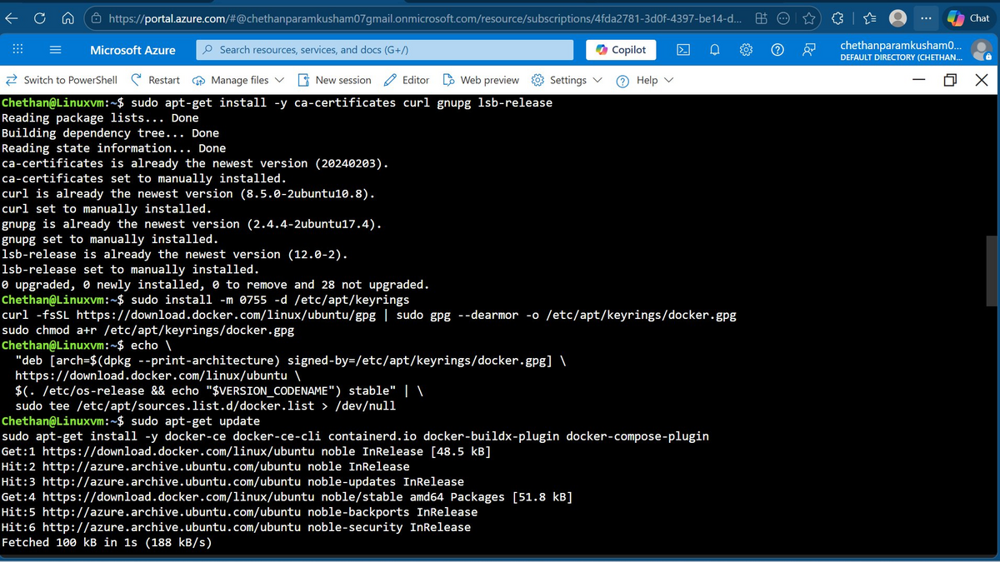 https://portal.azure.com/#@chethanparamkusham07gmail.onmicrosoft.com/resource/subscriptions/4fda2781-3d0f-4397-be14-d...
Chat
Microsoft Azure
Search resources, services, and docs (G+/)
Copilot
chethanparamkusham0...
DEFAULT DIRECTORY (CHETHAN...
Switch to PowerShell Restart Manage files New session Editor Web preview Settings Help
Chethan@Linuxvm:~$ sudo apt-get install -y ca-certificates curl gnupg lsb-release
Reading package lists... Done
Building dependency tree... Done
Reading state information... Done
ca-certificates is already the newest version (20240203).
ca-certificates set to manually installed.
curl is already the newest version (8.5.0-2ubuntu10.8).
curl set to manually installed.
gnupg is already the newest version (2.4.4-2ubuntu17.4).
gnupg set to manually installed.
lsb-release is already the newest version (12.0-2).
lsb-release set to manually installed.
0 upgraded, 0 newly installed, 0 to remove and 28 not upgraded.
Chethan@Linuxvm:~$ sudo install -m 0755 -d /etc/apt/keyrings
curl -fsSL https://download.docker.com/linux/ubuntu/gpg | sudo gpg --dearmor -o /etc/apt/keyrings/docker.gpg
sudo chmod a+r /etc/apt/keyrings/docker.gpg
Chethan@Linuxvm:~$ echo \
  "deb [arch=$(dpkg --print-architecture) signed-by=/etc/apt/keyrings/docker.gpg] \
  https://download.docker.com/linux/ubuntu \
  $(. /etc/os-release && echo "$VERSION_CODENAME") stable" | \
  sudo tee /etc/apt/sources.list.d/docker.list > /dev/null
Chethan@Linuxvm:~$ sudo apt-get update
sudo apt-get install -y docker-ce docker-ce-cli containerd.io docker-buildx-plugin docker-compose-plugin
Get:1 https://download.docker.com/linux/ubuntu noble InRelease [48.5 kB]
Hit:2 http://azure.archive.ubuntu.com/ubuntu noble InRelease
Hit:3 http://azure.archive.ubuntu.com/ubuntu noble-updates InRelease
Get:4 https://download.docker.com/linux/ubuntu noble/stable amd64 Packages [51.8 kB]
Hit:5 http://azure.archive.ubuntu.com/ubuntu noble-backports InRelease
Hit:6 http://azure.archive.ubuntu.com/ubuntu noble-security InRelease
Fetched 100 kB in 1s (188 kB/s)